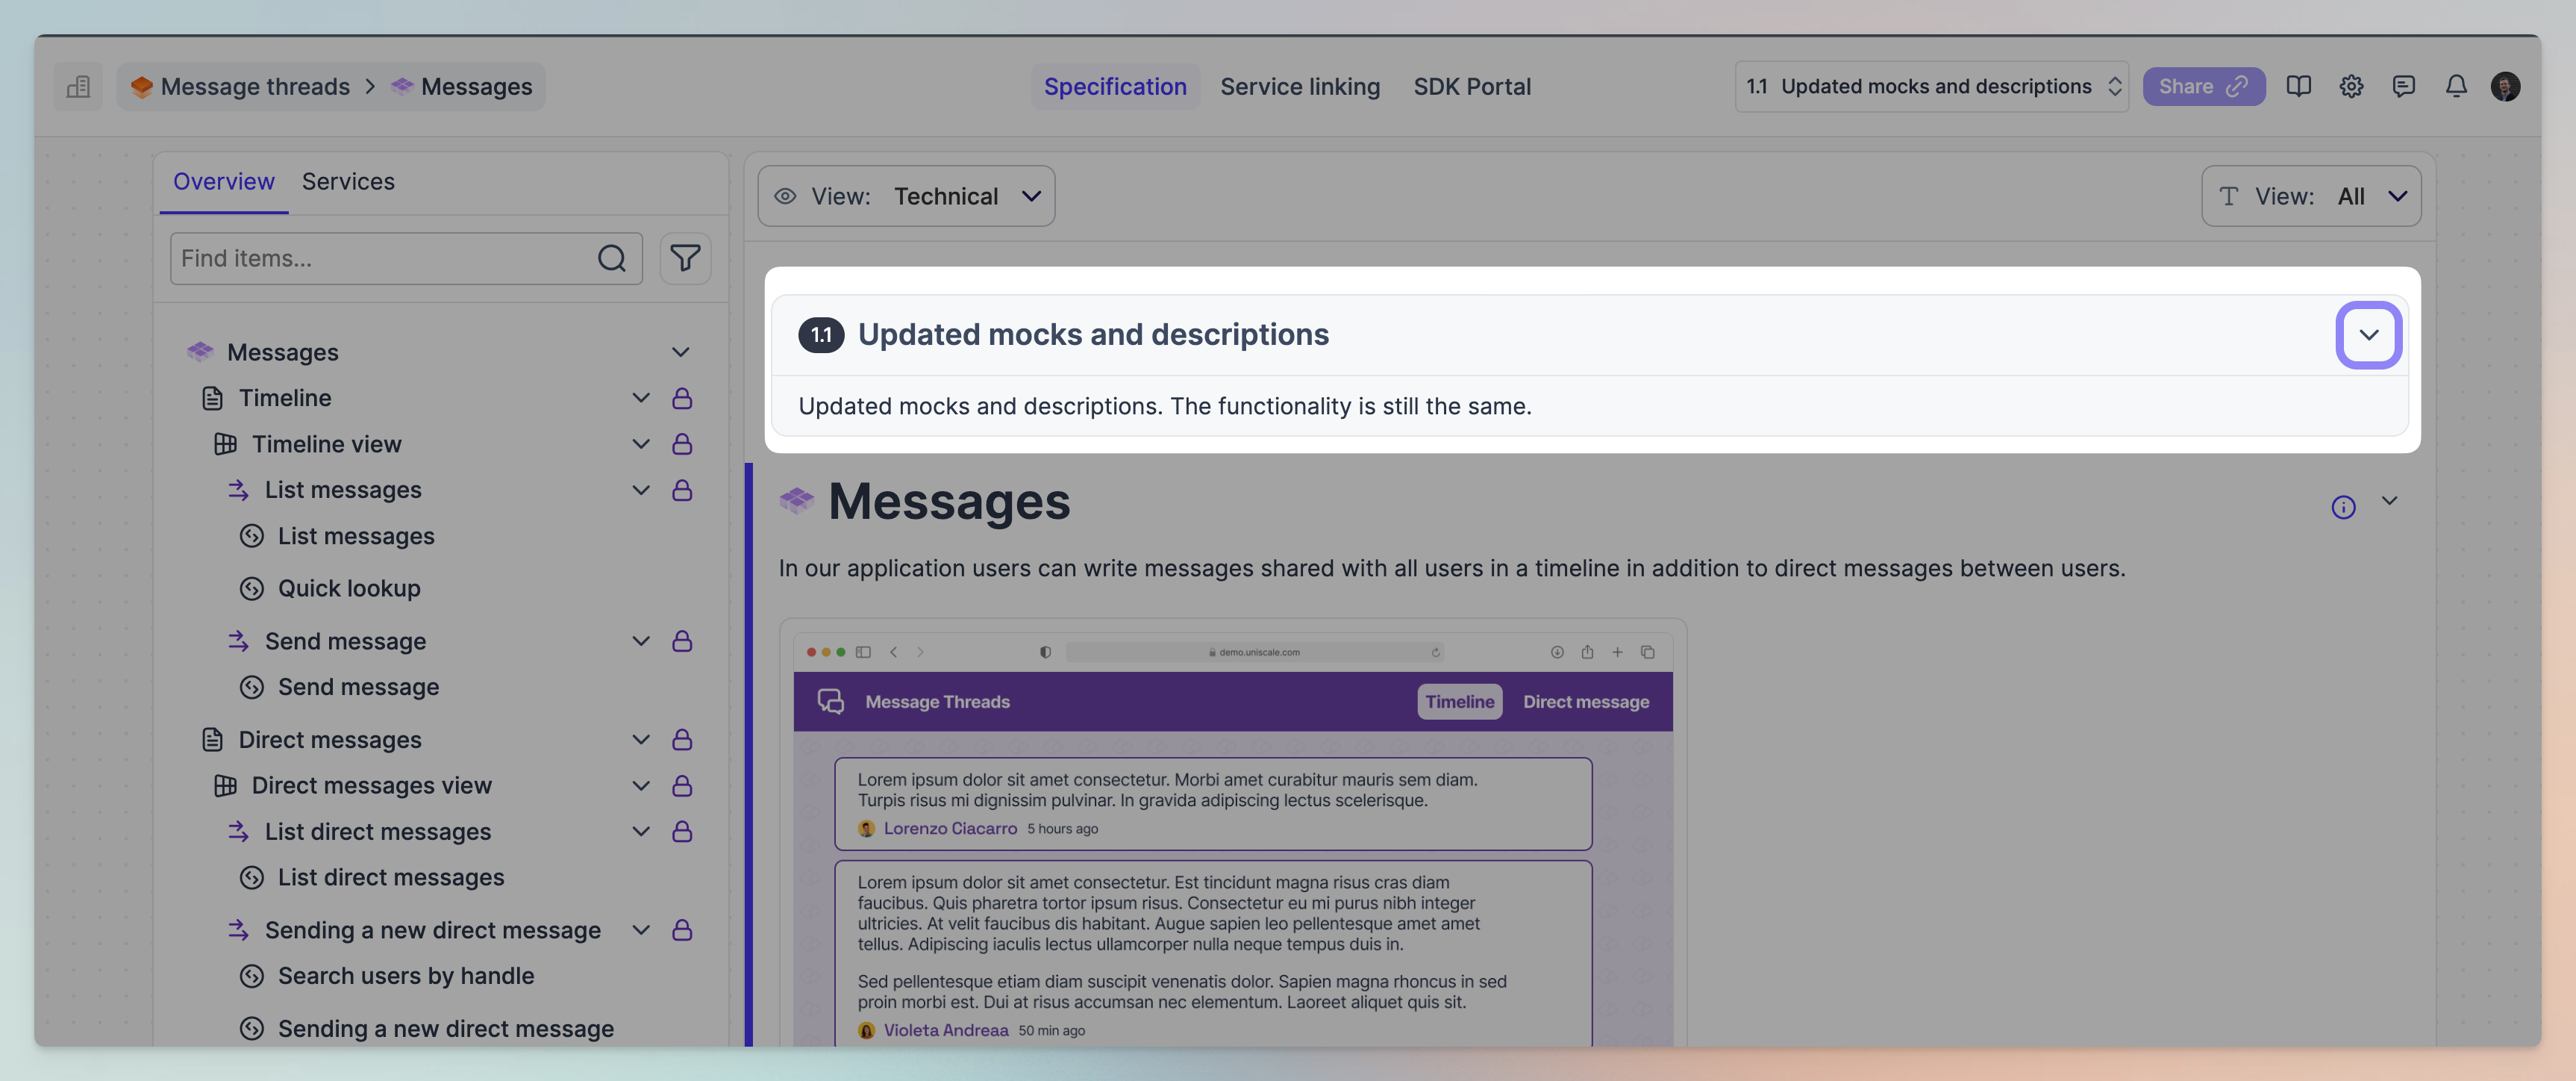 Message threads > Messages
Specification
Service linking
SDK Portal
1.1 Updated mocks and descriptions
Share
Overview
Services
Find items...
Messages
Timeline
Timeline view
List messages
List messages
Quick lookup
Send message
Send message
Direct messages
Direct messages view
List direct messages
List direct messages
Sending a new direct message
Search users by handle
Sending a new direct message
View: Technical
View: All
1.1 Updated mocks and descriptions
Updated mocks and descriptions. The functionality is still the same.
Messages
In our application users can write messages shared with all users in a timeline in addition to direct messages between users.
demo.uniscale.com
Message Threads
Timeline
Direct message
Lorem ipsum dolor sit amet consectetur. Morbi amet curabitur mauris sem diam.
Turpis risus mi dignissim pulvinar. In gravida adipiscing lectus scelerisque.
Lorenzo Ciacarro 5 hours ago
Lorem ipsum dolor sit amet consectetur. Est tincidunt magna risus cras diam
faucibus. Quis pharetra tortor ipsum risus. Consectetur eu mi purus nibh integer
ultricies. At velit faucibus dis habitant. Augue sapien leo pellentesque amet amet
tellus. Adipiscing iaculis lectus ullamcorper nulla neque tempus duis in.
Sed pellentesque etiam diam suscipit venenatis dolor. Sapien magna rhoncus in sed
proin morbi est. Dui at risus accumsan nec elementum. Laoreet aliquet quis sit.
Violeta Andreaa 50 min ago